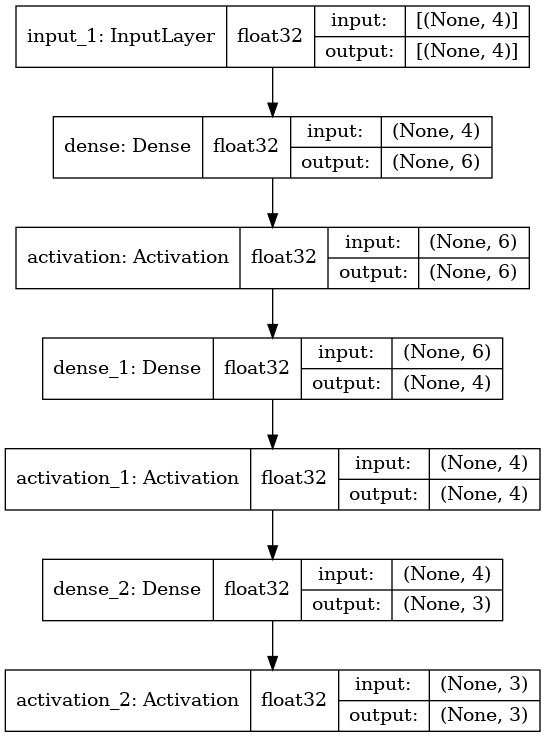 input_1: InputLayer float32 input: [(None, 4)]
output: [(None, 4)]
dense: Dense float32 input: (None, 4)
output: (None, 6)
activation: Activation float32 input: (None, 6)
output: (None, 6)
dense_1: Dense float32 input: (None, 6)
output: (None, 4)
activation_1: Activation float32 input: (None, 4)
output: (None, 4)
dense_2: Dense float32 input: (None, 4)
output: (None, 3)
activation_2: Activation float32 input: (None, 3)
output: (None, 3)